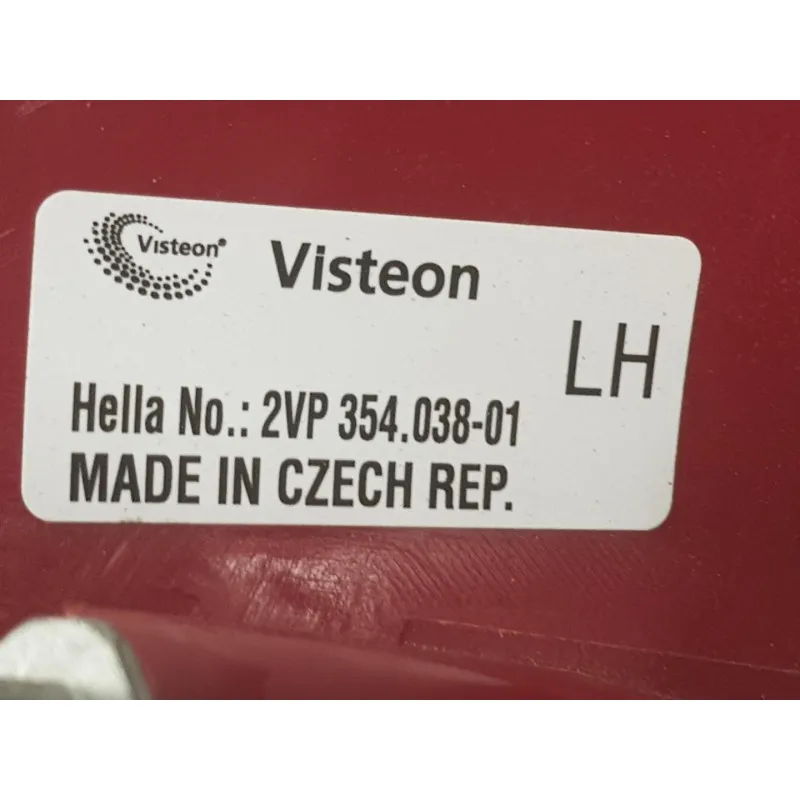 Visteon® Visteon
LH
Hella No.: 2VP 354.038-01
MADE IN CZECH REP.